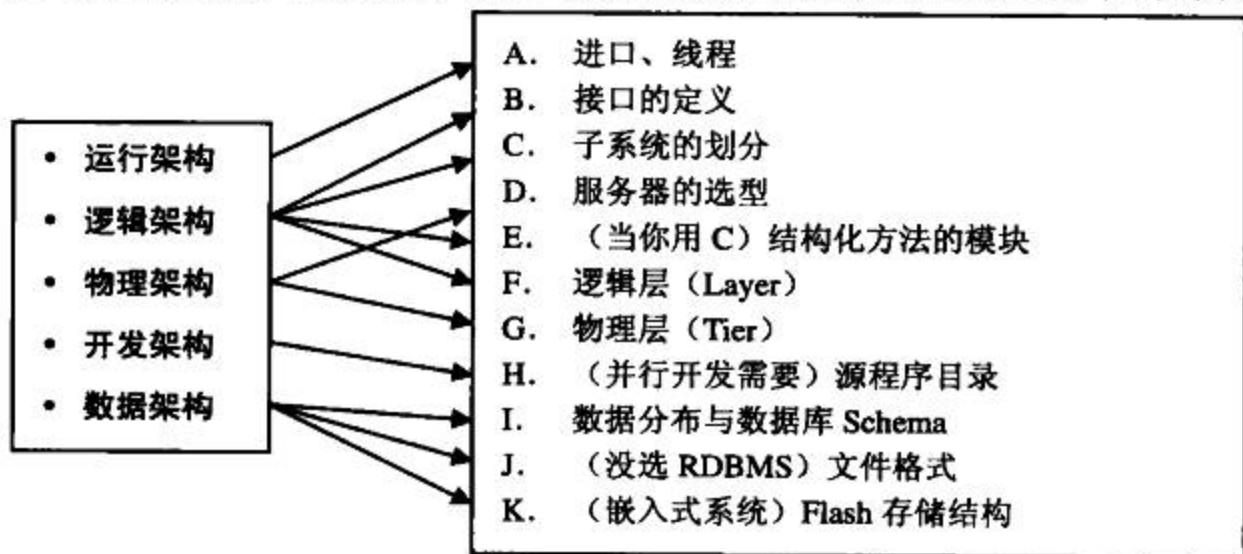 • 运行架构
• 逻辑架构
• 物理架构
• 开发架构
• 数据架构
A. 进口、线程
B. 接口的定义
C. 子系统的划分
D. 服务器的选型
E. （当你用 C）结构化方法的模块
F. 逻辑层（Layer）
G. 物理层（Tier）
H. （并行开发需要）源程序目录
I. 数据分布与数据库 Schema
J. （没选 RDBMS）文件格式
K. （嵌入式系统）Flash 存储结构